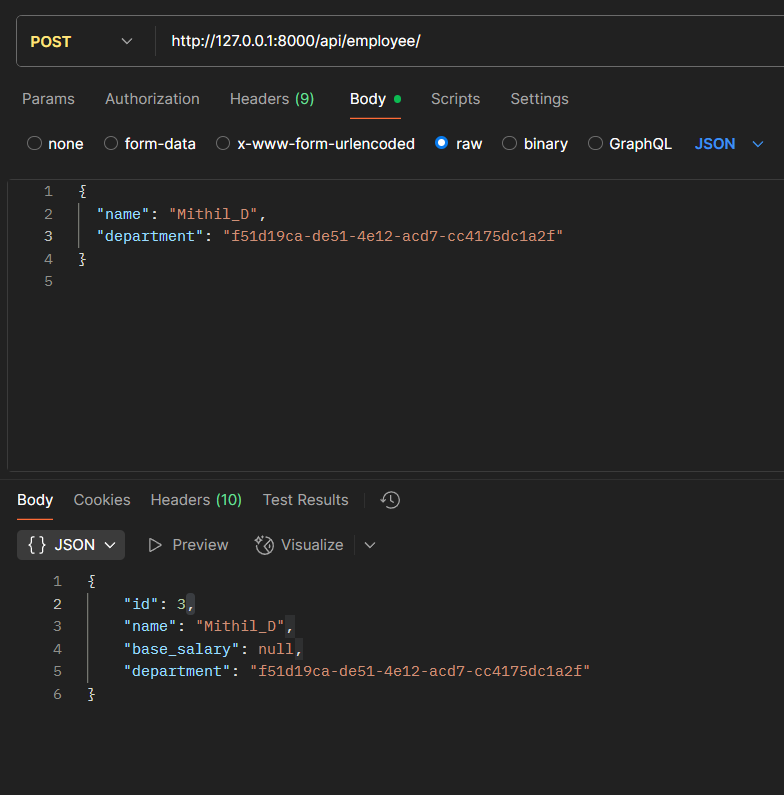 POST http://127.0.0.1:8000/api/employee/
Params Authorization Headers (9) Body Scripts Settings
none form-data x-www-form-urlencoded raw binary GraphQL JSON
1 {
2 "name": "Mithil_D",
3 "department": "f51d19ca-de51-4e12-acd7-cc4175dc1a2f"
4 }
5
Body Cookies Headers (10) Test Results
{} JSON Preview Visualize
1 {
2 "id": 3,
3 "name": "Mithil_D",
4 "base_salary": null,
5 "department": "f51d19ca-de51-4e12-acd7-cc4175dc1a2f"
6 }